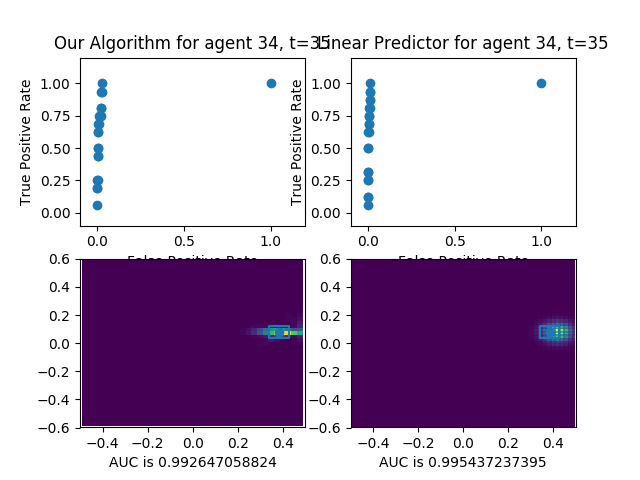 Our Algorithm for agent 34, t=35
Linear Predictor for agent 34, t=35
True Positive Rate
1.00
0.75
0.50
0.25
0.00
0.0 0.5 1.0
False Positive Rate
True Positive Rate
1.00
0.75
0.50
0.25
0.00
0.0 0.5 1.0
False Positive Rate
0.6
0.4
0.2
0.0
−0.2
−0.4
−0.6
−0.4 −0.2 0.0 0.2 0.4
AUC is 0.992647058824
0.6
0.4
0.2
0.0
−0.2
−0.4
−0.6
−0.4 −0.2 0.0 0.2 0.4
AUC is 0.995437237395